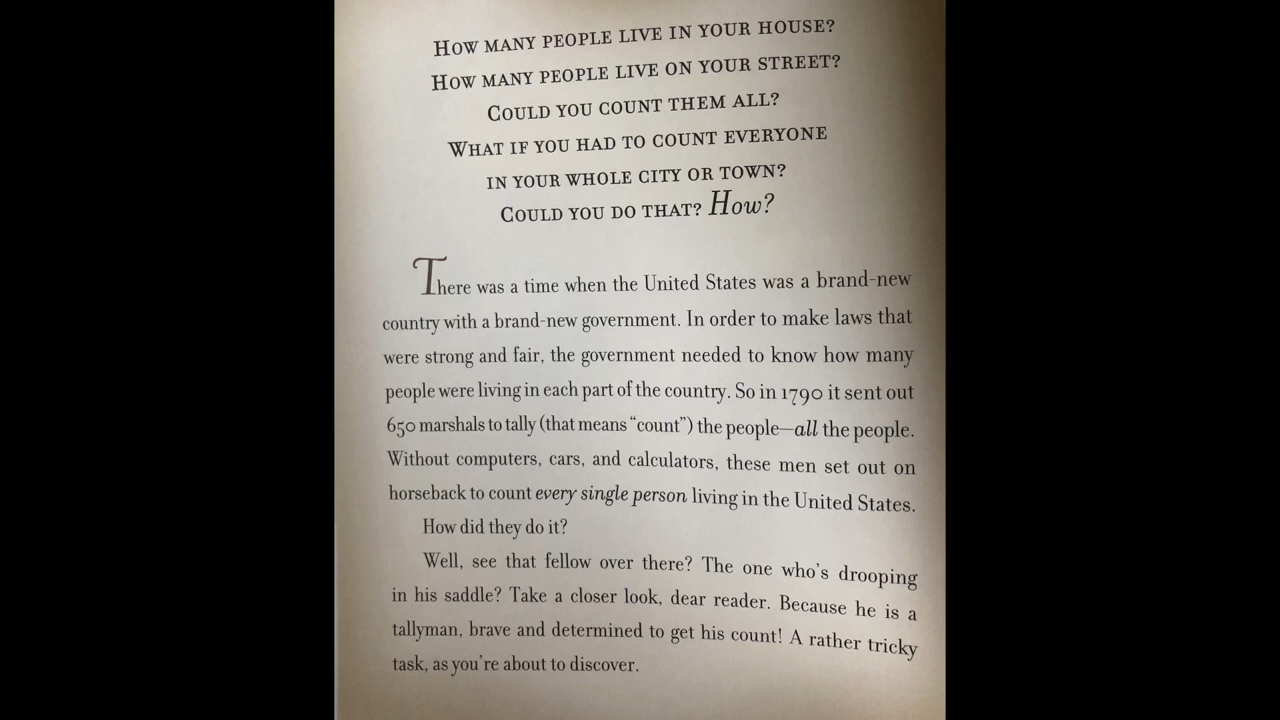 HOW MANY PEOPLE LIVE IN YOUR HOUSE?
HOW MANY PEOPLE LIVE ON YOUR STREET?
COULD YOU COUNT THEM ALL?
WHAT IF YOU HAD TO COUNT EVERYONE
IN YOUR WHOLE CITY OR TOWN?
COULD YOU DO THAT? How?
There was a time when the United States was a brand-new
country with a brand-new government. In order to make laws that
were strong and fair, the government needed to know how many
people were living in each part of the country. So in 1790 it sent out
650 marshals to tally (that means “count”) the people—all the people.
Without computers, cars, and calculators, these men set out on
horseback to count every single person living in the United States.
How did they do it?
Well, see that fellow over there? The one who’s drooping
in his saddle? Take a closer look, dear reader. Because he is a
tallyman, brave and determined to get his count! A rather tricky
task, as you’re about to discover.